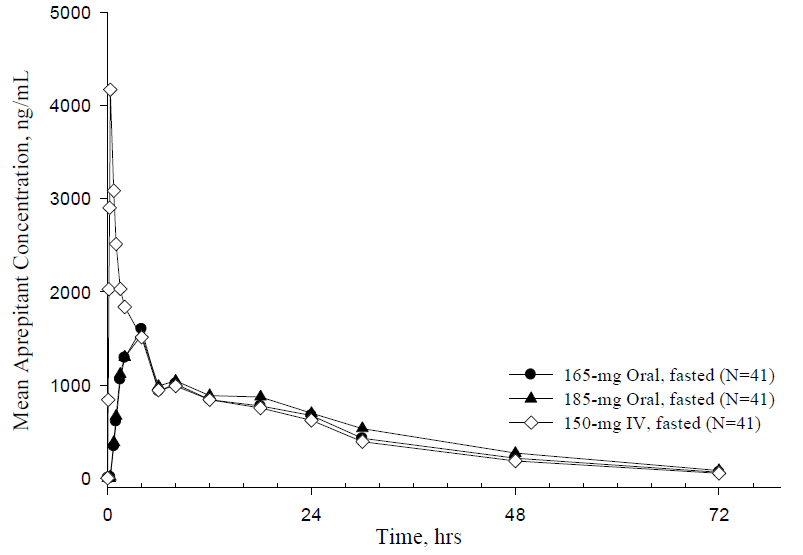 Mean Aprepitant Concentration, ng/mL
5000
4000
3000
2000
1000
0
165-mg Oral, fasted (N=41)
185-mg Oral, fasted (N=41)
150-mg IV, fasted (N=41)
0 24 48 72
Time, hrs